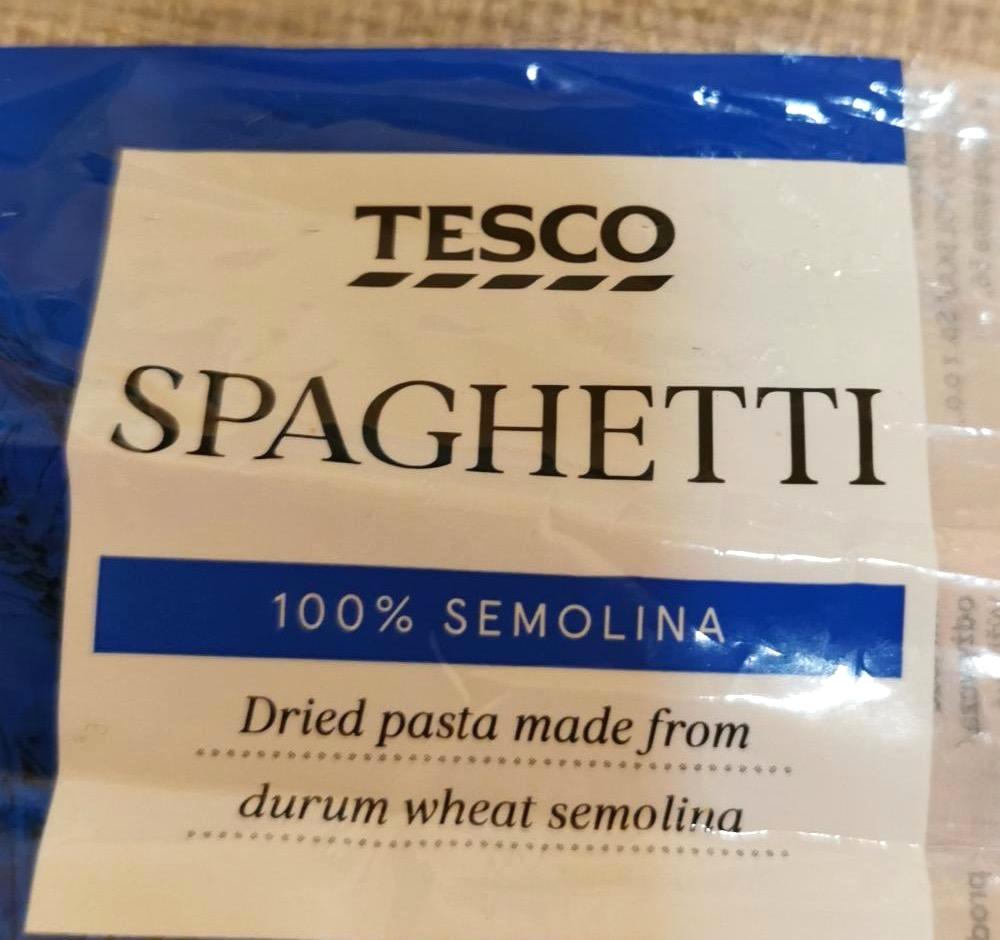 TESCO
SPAGHETTI
100% SEMOLINA
Dried pasta made from
durum wheat semolina